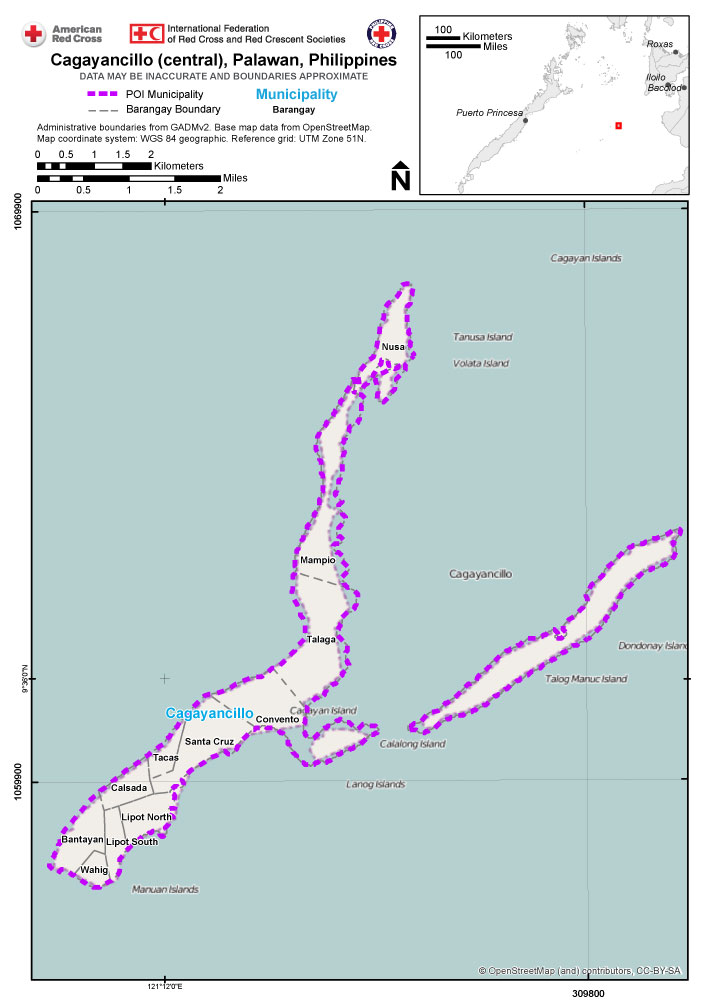 American
Red Cross
International Federation
of Red Cross and Red Crescent Societies
PHILIPPINE
RED CROSS
Cagayancillo (central), Palawan, Philippines
DATA MAY BE INACCURATE AND BOUNDARIES APPROXIMATE
POI Municipality
Municipality
Barangay Boundary
Barangay
Administrative boundaries from GADMv2. Base map data from OpenStreetMap.
Map coordinate system: WGS 84 geographic. Reference grid: UTM Zone 51N.
0 0.5 1 1.5 2
Kilometers
Miles
0 0.5 1 1.5 2
N
100
Kilometers
Miles
100
Roxas
Iloilo
Bacolod
Puerto Princesa
1069900
Cagayan Islands
Tanusa Island
Nusa
Volata Island
Mampio
Cagayancillo
Talaga
Dondonay Island
9°36'0"N
Talog Manuc Island
Cagayancillo
Cagayan Island
Convento
Santa Cruz
Calalong Island
Tacas
1059900
Calsada
Lanog Islands
Lipot North
Bantayan
Lipot South
Wahig
Manuan Islands
© OpenStreetMap (and) contributors, CC-BY-SA
121°12'0"E
309800